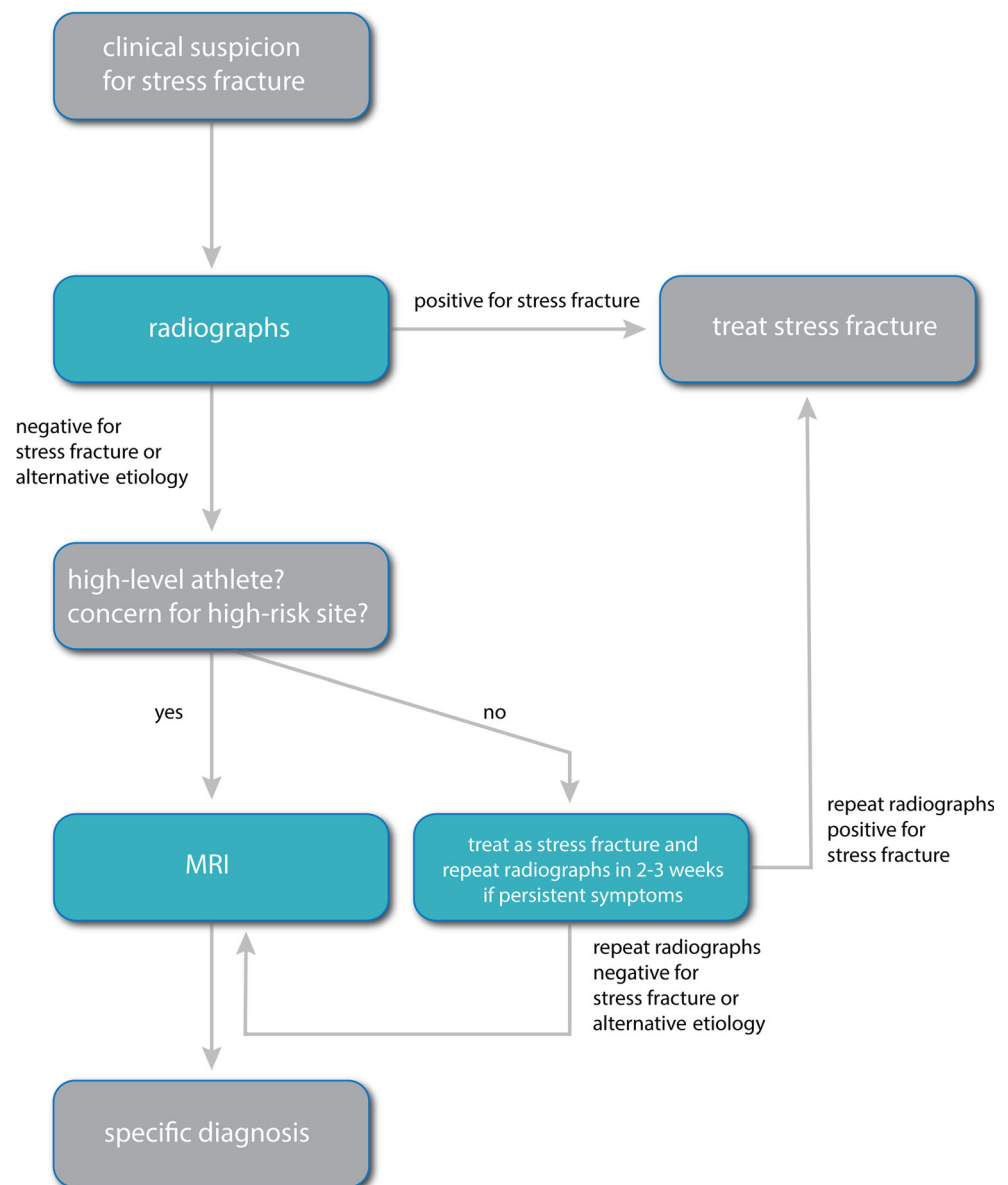 clinical suspicion
for stress fracture
radiographs
positive for stress fracture
treat stress fracture
negative for
stress fracture or
alternative etiology
high-level athlete?
concern for high-risk site?
yes
no
MRI
treat as stress fracture and
repeat radiographs in 2-3 weeks
if persistent symptoms
repeat radiographs
positive for
stress fracture
repeat radiographs
negative for
stress fracture or
alternative etiology
specific diagnosis